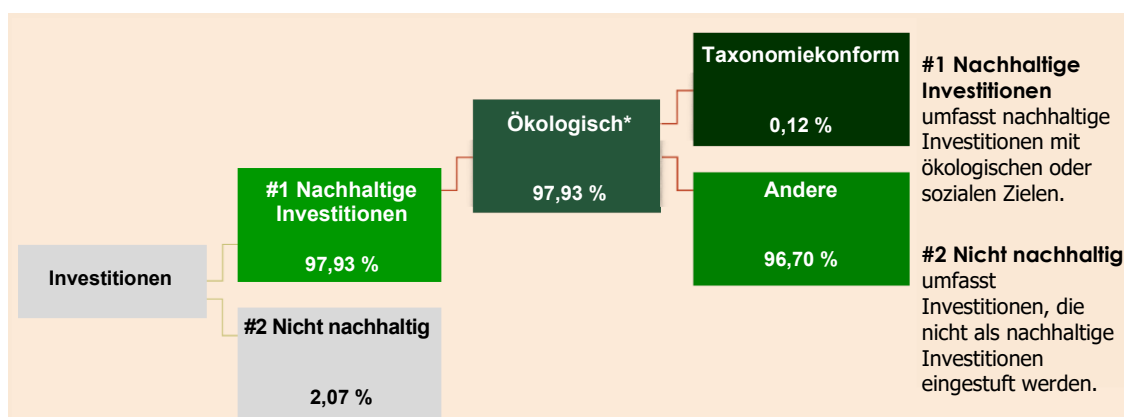 Investitionen
#1 Nachhaltige
Investitionen
97,93 %
#2 Nicht nachhaltig
2,07 %
Ökologisch*
97,93 %
Taxonomiekonform
0,12 %
Andere
96,70 %
#1 Nachhaltige
Investitionen
umfasst nachhaltige
Investitionen mit
ökologischen oder
sozialen Zielen.
#2 Nicht nachhaltig
umfasst
Investitionen, die
nicht als nachhaltige
Investitionen
eingestuft werden.